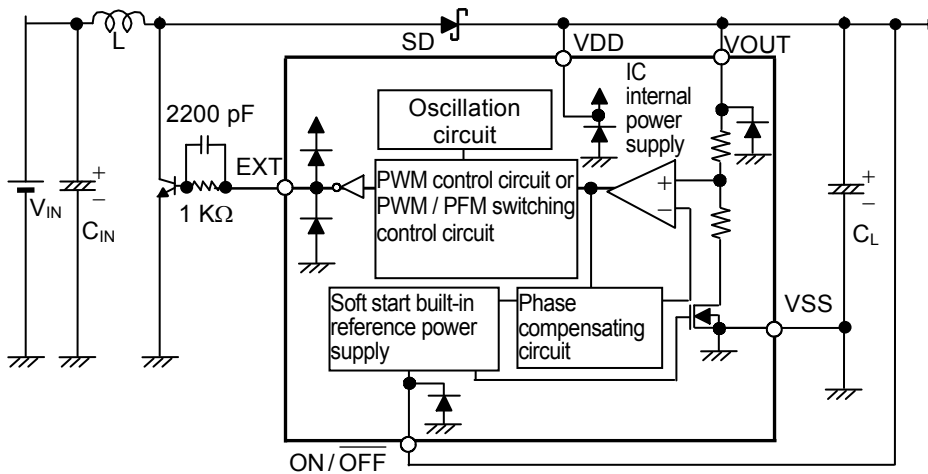 L
SD
VDD
VOUT
IC
internal
power
supply
2200 pF
Oscillation
circuit
EXT
+
−
PWM control circuit or
PWM / PFM switching
control circuit
1 KΩ
VIN
+
−
CIN
+
−
CL
Soft start built-in
reference power
supply
Phase
compensating
circuit
VSS
ON / OFF